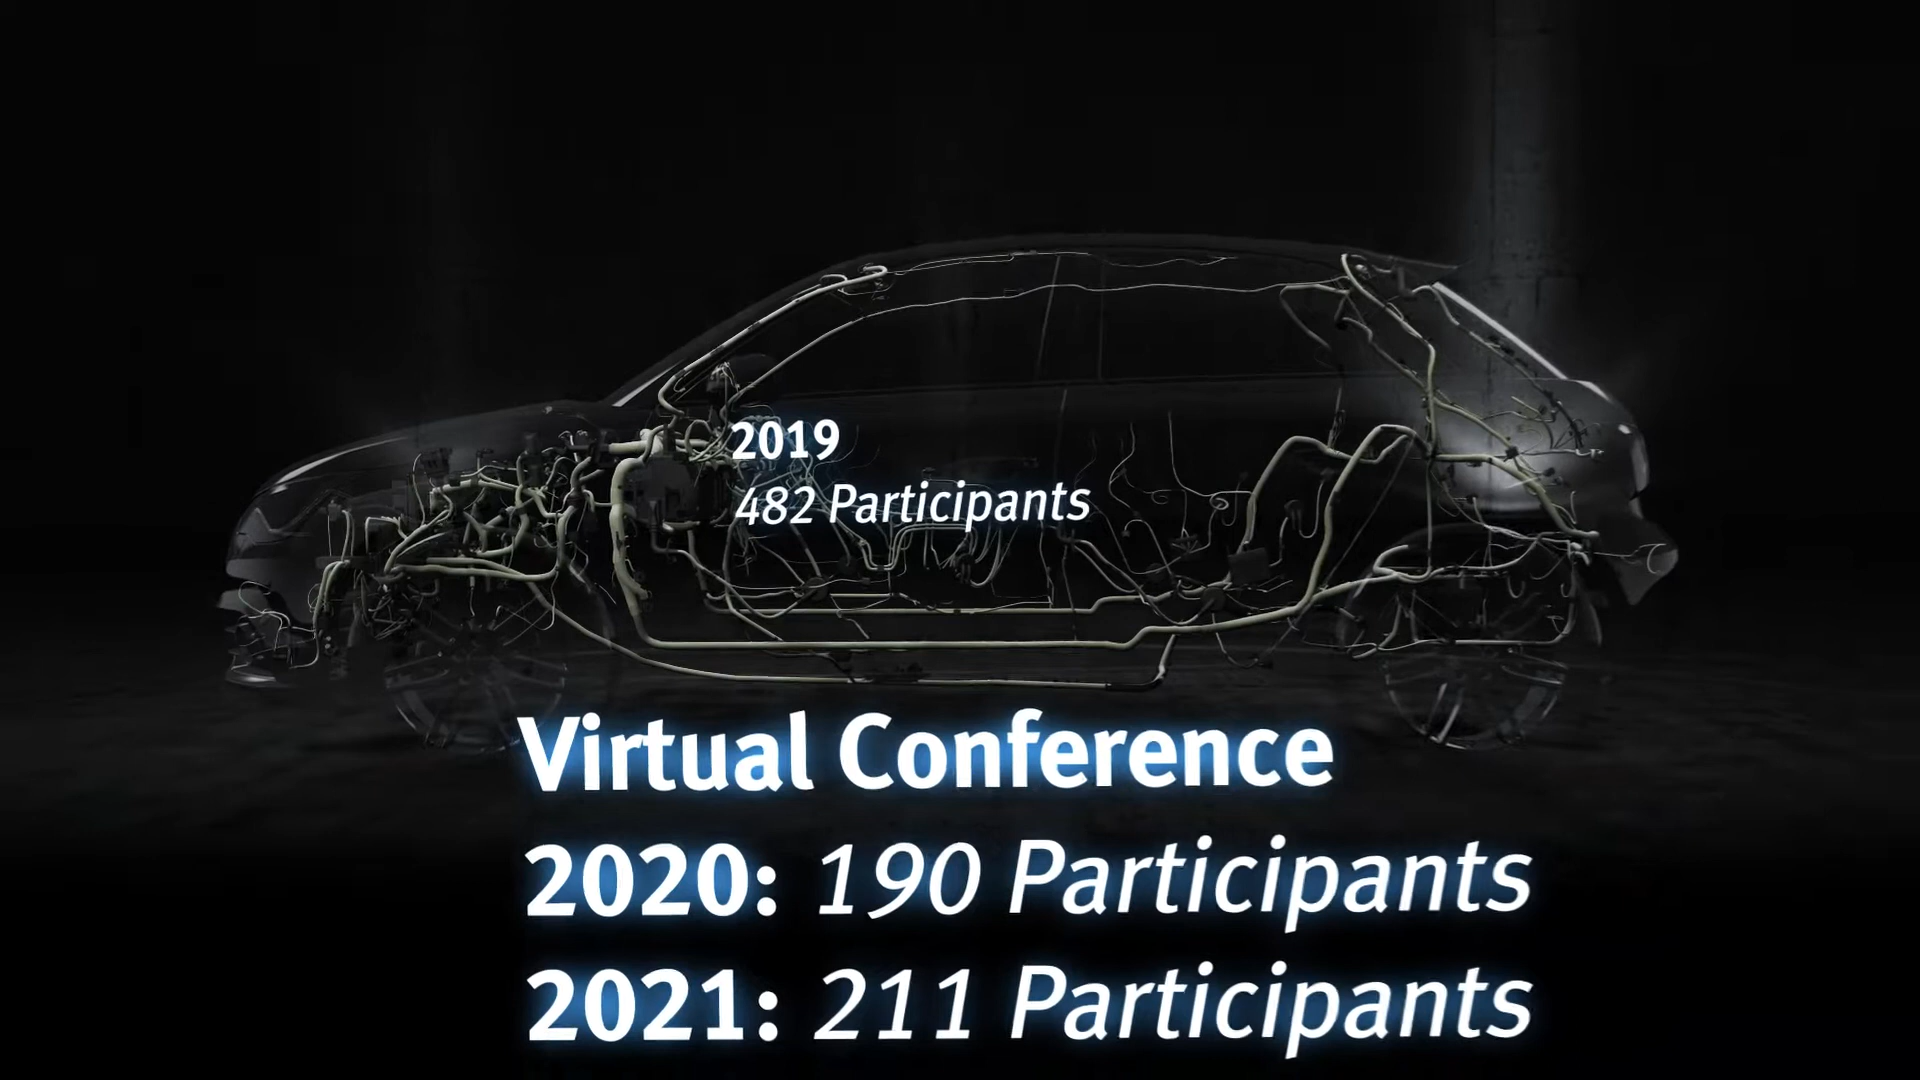 2019
482 Participants
Virtual Conference
2020: 190 Participants
2021: 211 Participants